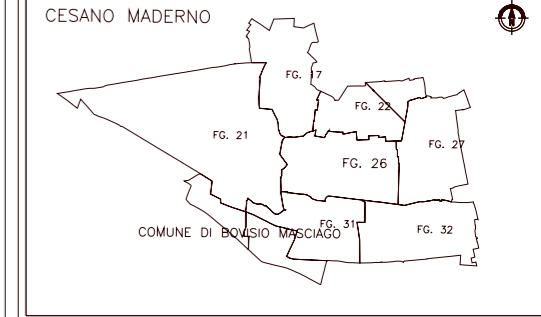 CESANO MADERNO
FG. 17
FG. 22
FG. 21
FG. 27
FG. 26
FG. 31
FG. 32
COMUNE DI BOVISIO MASCIAGO